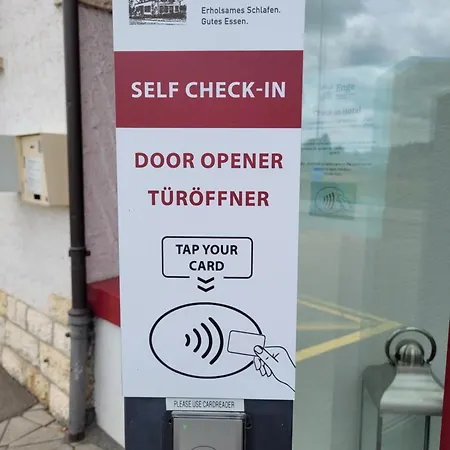 Erholsames Schlafen.
Gutes Essen.
SELF CHECK-IN
DOOR OPENER
TÜRÖFFNER
TAP YOUR
CARD
PLEASE USE CARDREADER